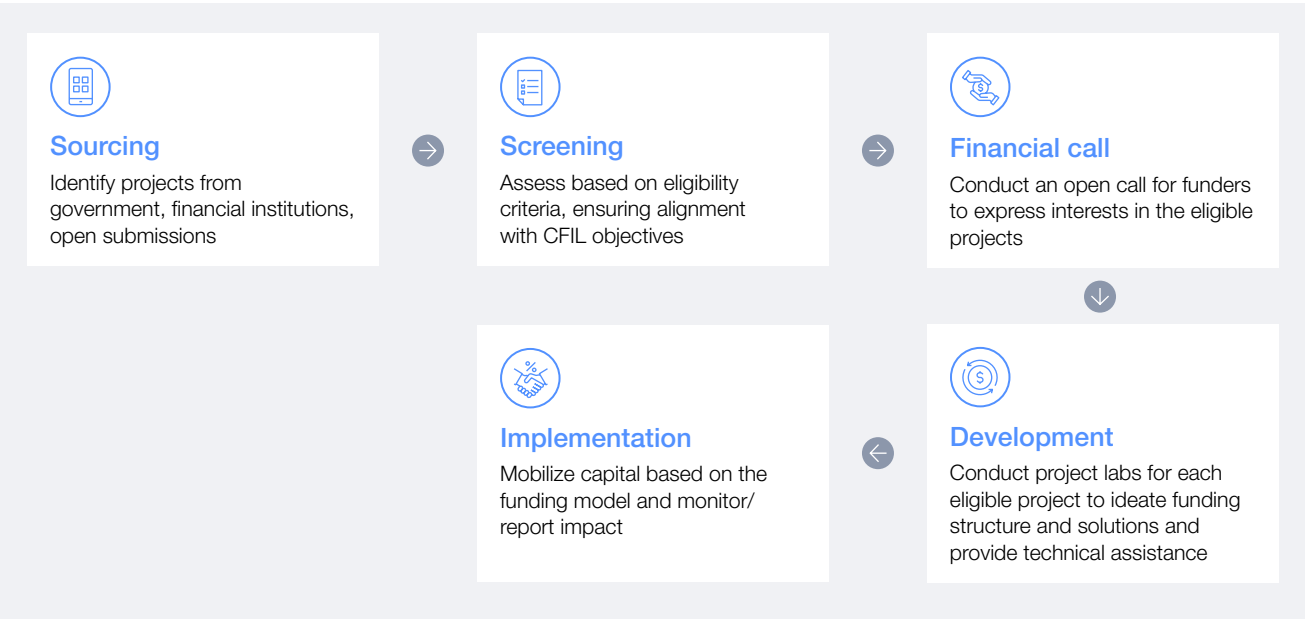 Sourcing
Identify projects from
government, financial institutions,
open submissions
Screening
Assess based on eligibility
criteria, ensuring alignment
with CFIL objectives
Financial call
Conduct an open call for funders
to express interests in the eligible
projects
Development
Conduct project labs for each
eligible project to ideate funding
structure and solutions and
provide technical assistance
Implementation
Mobilize capital based on the
funding model and monitor/
report impact